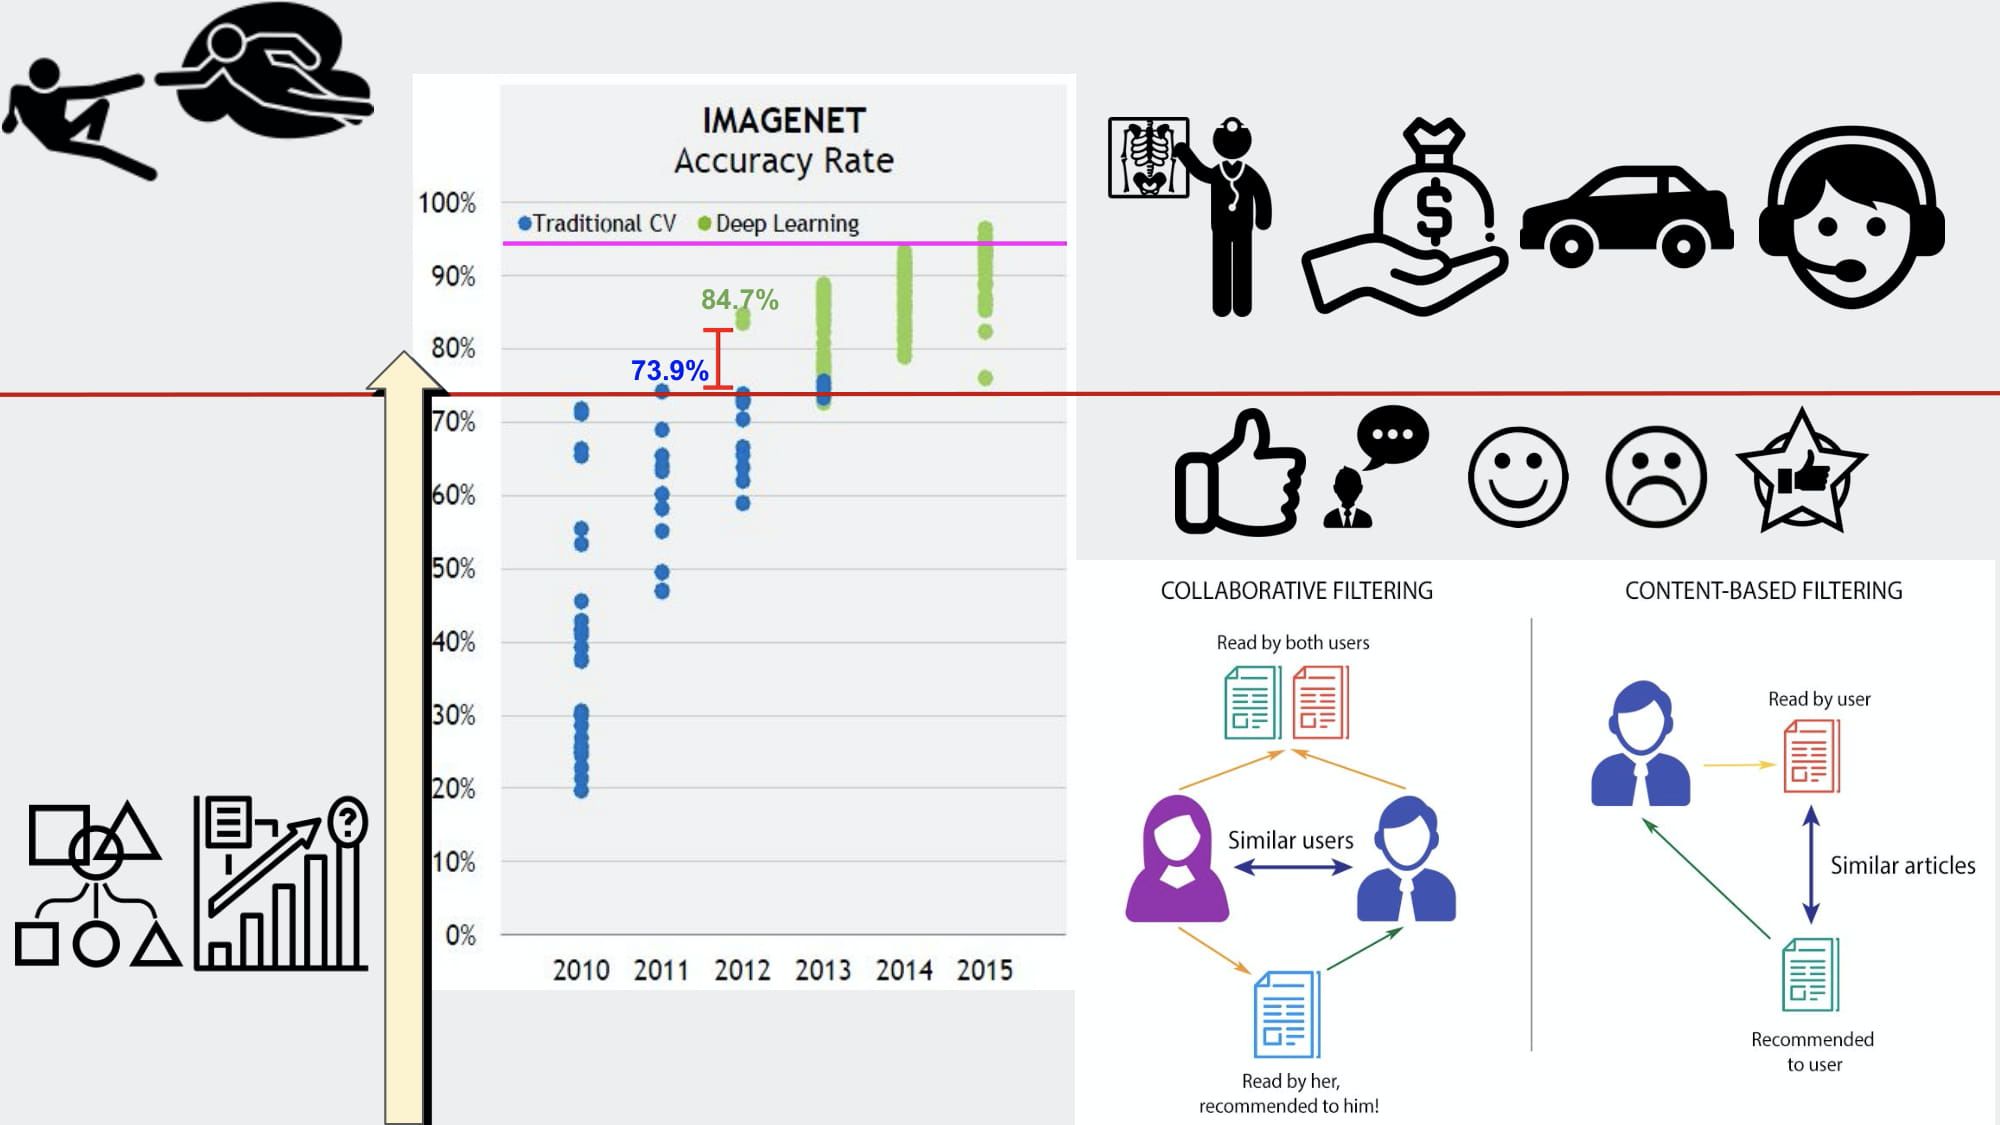 IMAGENET
Accuracy Rate
100%
Traditional CV Deep Learning
90%
84.7%
80%
73.9%
70%
60%
50%
40%
30%
20%
10%
0%
2010 2011 2012 2013 2014 2015
$
?
COLLABORATIVE FILTERING
Read by both users
Similar users
Read by her,
recommended to him!
CONTENT-BASED FILTERING
Read by user
Similar articles
Recommended
to user